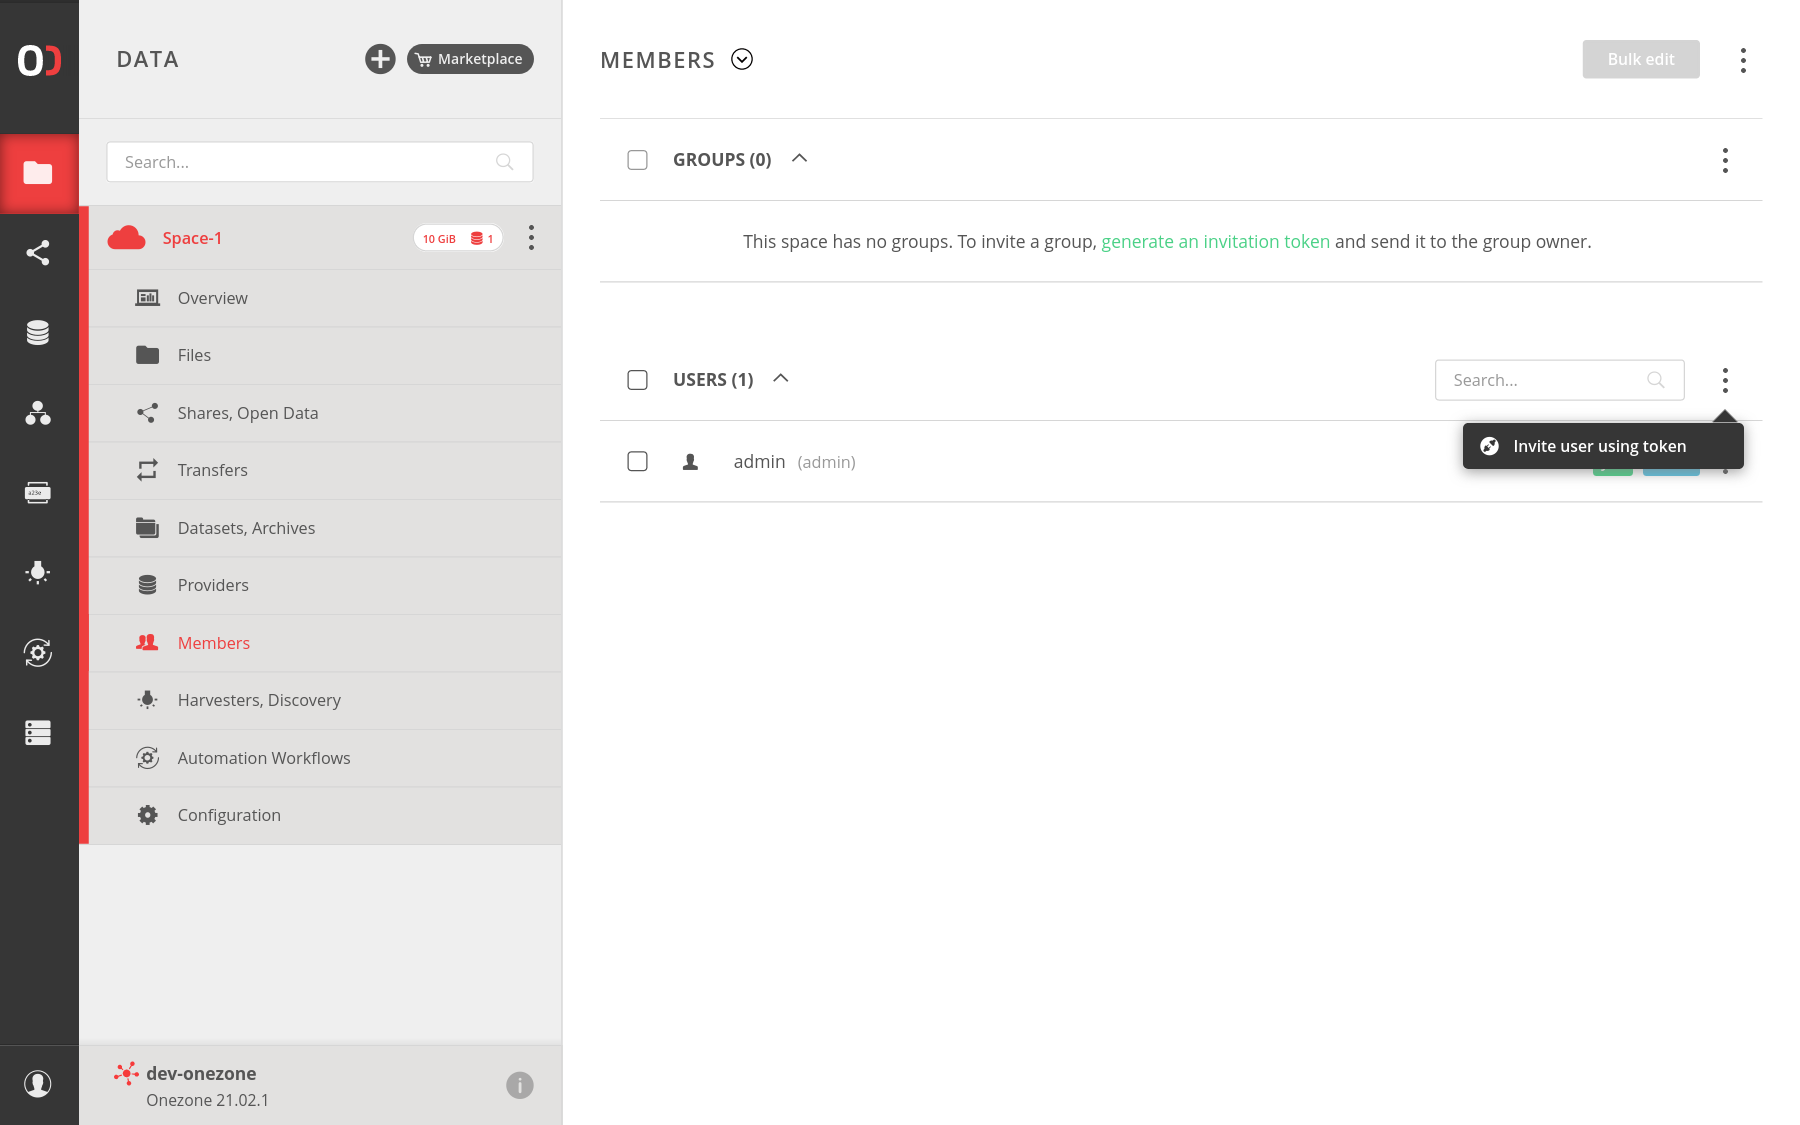 DATA
Marketplace
Search...
Space-1
10 GiB 1
Overview
Files
Shares, Open Data
Transfers
Datasets, Archives
Providers
Members
Harvesters, Discovery
Automation Workflows
Configuration
dev-onezone
Onezone 21.02.1
MEMBERS
Bulk edit
GROUPS (0)
This space has no groups. To invite a group, generate an invitation token and send it to the group owner.
USERS (1)
Search...
Invite user using token
admin (admin)